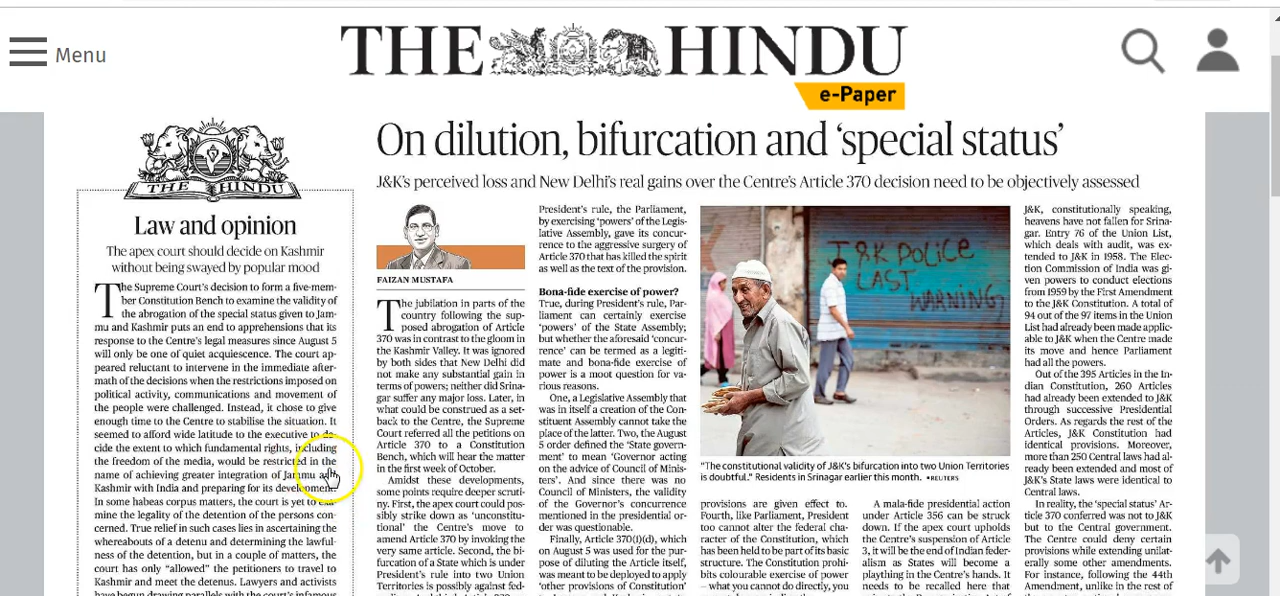 Menu
THE HINDU
e-Paper
THE HINDU
Law and opinion
The apex court should decide on Kashmir
without being swayed by popular mood
The Supreme Court's decision to form a five-mem-
ber Constitution Bench to examine the validity of
the abrogation of the special status given to Jam-
mu and Kashmir puts an end to apprehensions that its
response to the Centre's legal measures since August 5
will only be one of quiet acquiescence. The court ap-
peared reluctant to intervene in the immediate after-
math of the decisions when the restrictions imposed on
political activity, communications and movement of
the people were challenged. Instead, it chose to give
enough time to the Centre to stabilise the situation. It
seemed to afford wide latitude to the executive to de-
cide the extent to which fundamental rights, including
the freedom of the media, would be restricted in the
name of achieving greater integration of Jammu and
Kashmir with India and preparing for its development.
In some habeas corpus matters, the court is yet to exa-
mine the legality of the detention of the persons con-
cerned. True relief in such cases lies in ascertaining the
whereabouts of a detenu and determining the lawful-
ness of the detention, but in a couple of matters, the
court has only “allowed” the petitioners to travel to
Kashmir and meet the detenus. Lawyers and activists
have begun drawing parallels with the court's infamous
On dilution, bifurcation and ‘special status’
J&K's perceived loss and New Delhi's real gains over the Centre's Article 370 decision need to be objectively assessed
FAIZAN MUSTAFA
The jubilation in parts of the
country following the sup-
posed abrogation of Article
370 was in contrast to the gloom in
the Kashmir Valley. It was ignored
by both sides that New Delhi did
not make any substantial gain in
terms of powers; neither did Srina-
gar suffer any major loss. Later, in
what could be construed as a set-
back to the Centre, the Supreme
Court referred all the petitions on
Article 370 to a Constitution
Bench, which will hear the matter
in the first week of October.
Amidst these developments,
some points require deeper scruti-
ny. First, the apex court could pos-
sibly strike down as ‘unconstitu-
tional’ the Centre's move to
amend Article 370 by invoking the
very same article. Second, the bi-
furcation of a State which is under
President's rule into two Union
Territories is possibly against fed-
President's rule, the Parliament,
by exercising ‘powers’ of the Legis-
lative Assembly, gave its concur-
rence to the aggressive surgery of
Article 370 that has killed the spirit
as well as the text of the provision.
Bona-fide exercise of power?
True, during President's rule, Par-
liament can certainly exercise
‘powers’ of the State Assembly;
but whether the aforesaid ‘concur-
rence’ can be termed as a legiti-
mate and bona-fide exercise of
power is a moot question for va-
rious reasons.
One, a Legislative Assembly that
was in itself a creation of the Con-
stituent Assembly cannot take the
place of the latter. Two, the August
5 order defined the ‘State govern-
ment’ to mean ‘Governor acting
on the advice of Council of Minis-
ters’. And since there was no
Council of Ministers, the validity
of the Governor's concurrence
mentioned in the presidential or-
der was questionable.
Finally, Article 370(1)(d), which
on August 5 was used for the pur-
pose of diluting the Article itself,
was meant to be deployed to apply
‘other provisions of Constitution’
J&K POLICE
LAST
WARNING
“The constitutional validity of J&K's bifurcation into two Union Territories
is doubtful.” Residents in Srinagar earlier this month. •REUTERS
provisions are given effect to.
Fourth, like Parliament, President
too cannot alter the federal cha-
racter of the Constitution, which
has been held to be part of its basic
structure. The Constitution prohi-
bits colourable exercise of power
— what you cannot do directly, you
A mala-fide presidential action
under Article 356 can be struck
down. If the apex court upholds
the Centre's suspension of Article
3, it will be the end of Indian feder-
alism as States will become a
plaything in the Centre's hands. It
needs to be recalled here that
J&K, constitutionally speaking,
heavens have not fallen for Srina-
gar. Entry 76 of the Union List,
which deals with audit, was ex-
tended to J&K in 1958. The Elec-
tion Commission of India was gi-
ven powers to conduct elections
from 1959 by the First Amendment
to the J&K Constitution. A total of
94 out of the 97 items in the Union
List had already been made applic-
able to J&K when the Centre made
its move and hence Parliament
had all the powers.
Out of the 395 Articles in the In-
dian Constitution, 260 Articles
had already been extended to J&K
through successive Presidential
Orders. As regards the rest of the
Articles, J&K Constitution had
identical provisions. Moreover,
more than 250 Central laws had al-
ready been extended and most of
J&K's State laws were identical to
Central laws.
In reality, the ‘special status’ Ar-
ticle 370 conferred was not to J&K
but to the Central government.
The Centre could deny certain
provisions while extending unilat-
erally some other amendments.
For instance, following the 44th
Amendment, unlike in the rest of